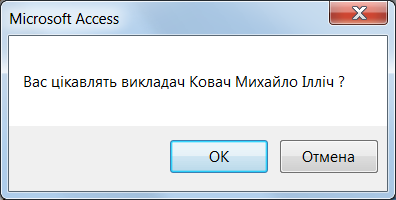 Microsoft Access
Вас цікавлять викладач Ковач Михайло Ілліч ?
OK
Отмена